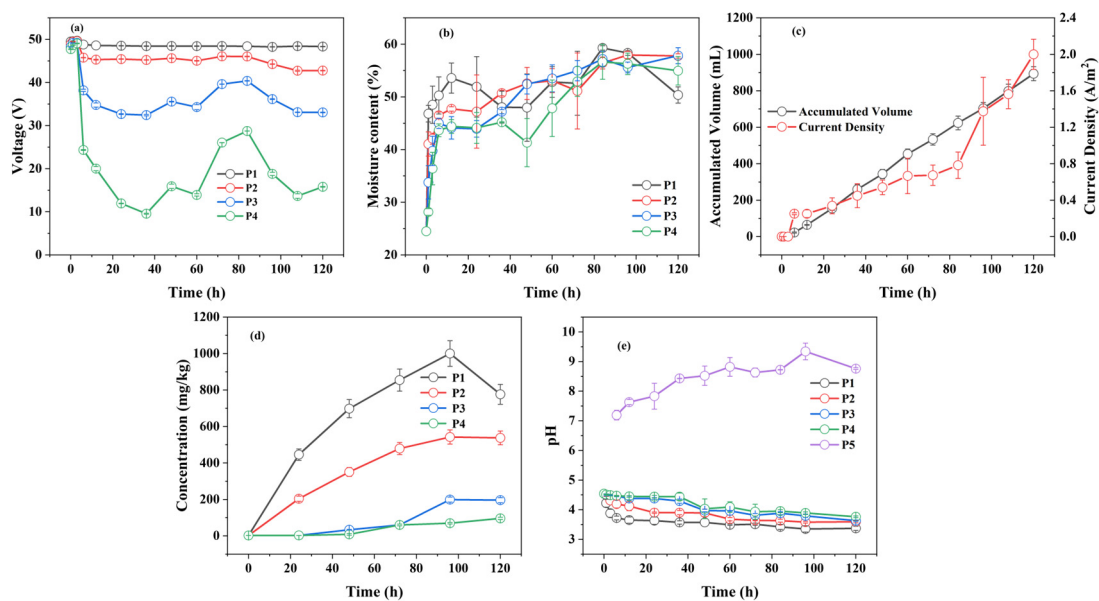 (a)
Voltage (V)
50
40
30
20
10
0
P1
P2
P3
P4
0 20 40 60 80 100 120
Time (h)
(b)
Moisture content (%)
60
50
40
30
20
P1
P2
P3
P4
0 20 40 60 80 100 120
Time (h)
(c)
Accumulated Volume (mL)
1200
1000
800
600
400
200
0
Accumulated Volume
Current Density
2.4
2.0
1.6
1.2
0.8
0.4
0.0
Current Density (A/m²)
0 20 40 60 80 100 120
Time (h)
(d)
Concentration (mg/kg)
1200
1000
800
600
400
200
0
P1
P2
P3
P4
0 20 40 60 80 100 120
Time (h)
(e)
pH
10
9
8
7
6
5
4
3
P1
P2
P3
P4
P5
0 20 40 60 80 100 120
Time (h)